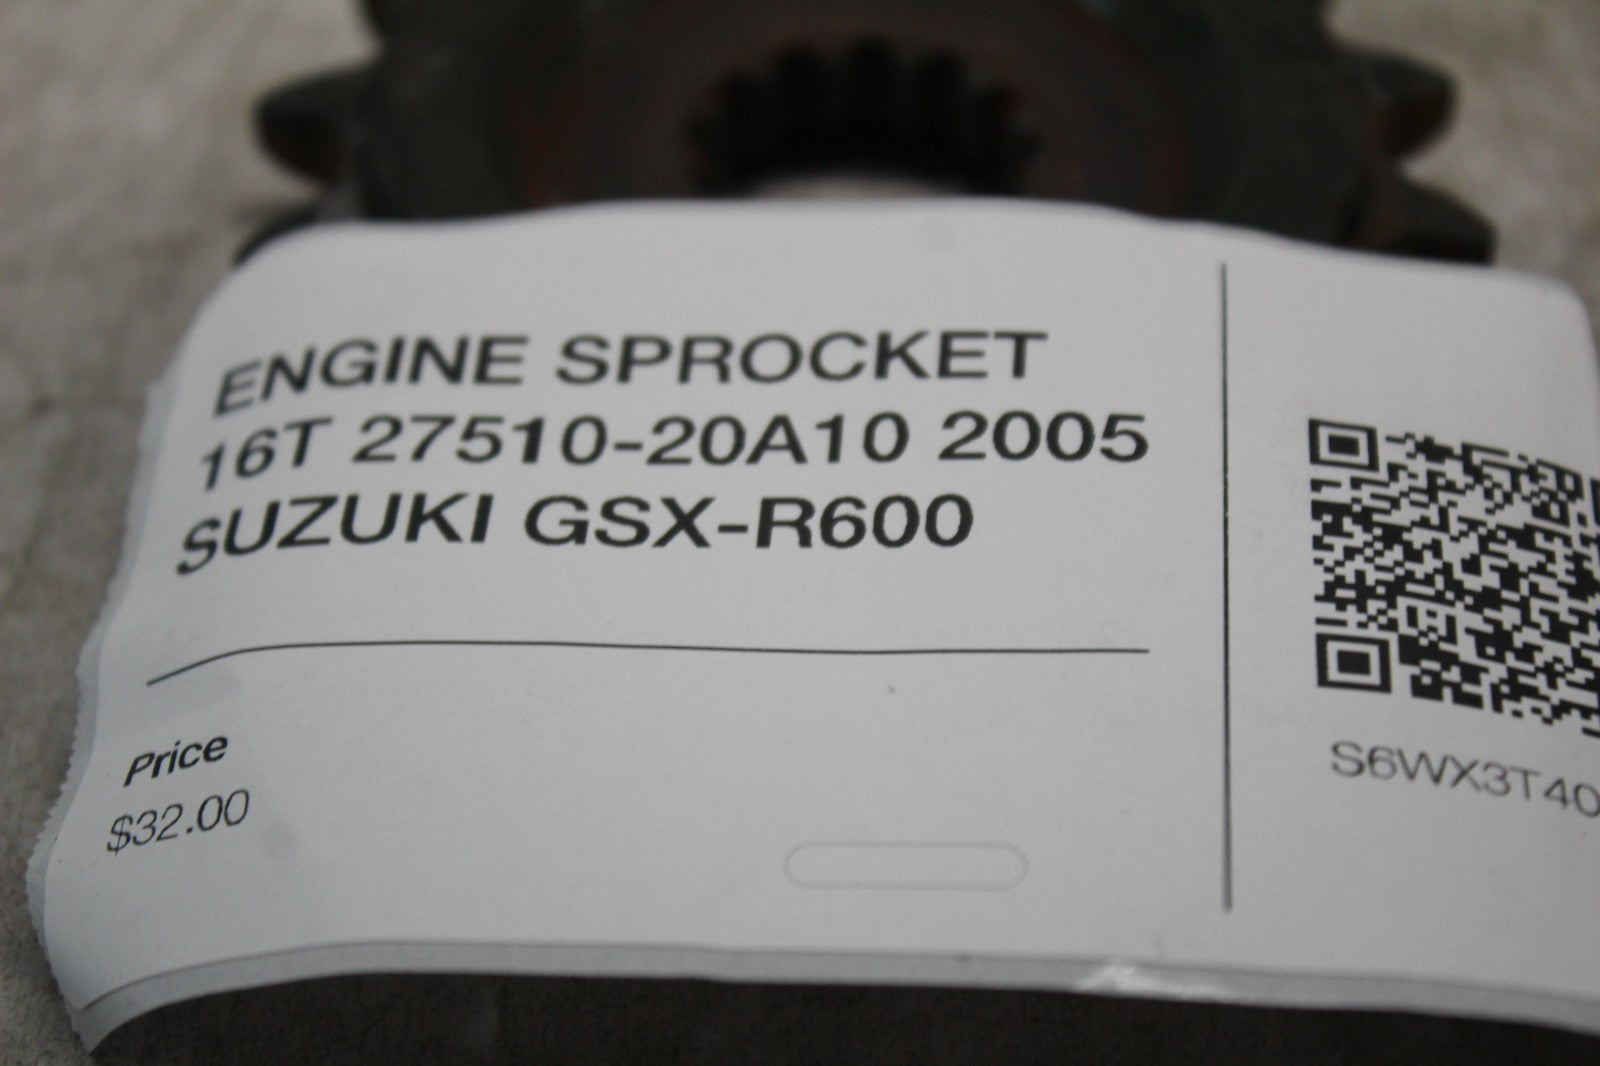 ENGINE SPROCKET
16T 27510-20A10 2005
SUZUKI GSX-R600
Price
$32.00
S6WX3T40